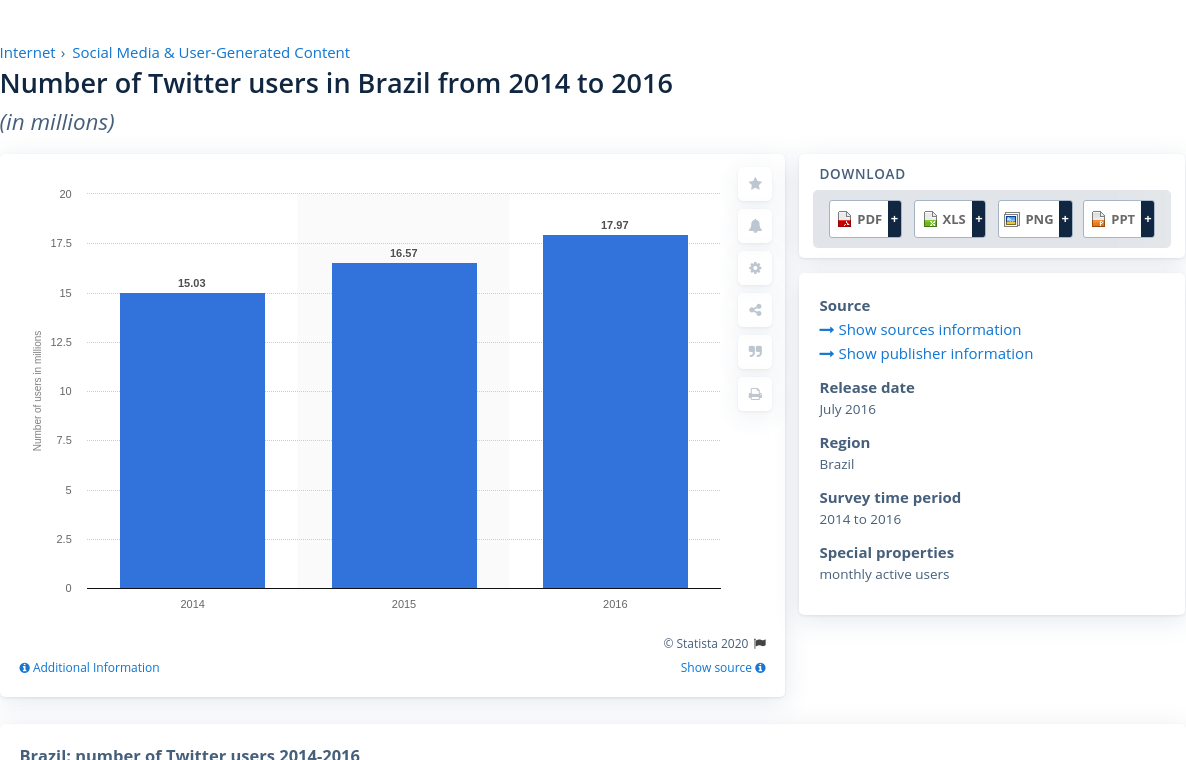 Internet › Social Media & User-Generated Content
Number of Twitter users in Brazil from 2014 to 2016
(in millions)
20
17.5
15
12.5
10
7.5
5
2.5
0
Number of users in millions
15.03
16.57
17.97
2014
2015
2016
© Statista 2020
Additional Information
Show source
DOWNLOAD
PDF +
XLS +
PNG +
PPT +
Source
Show sources information
Show publisher information
Release date
July 2016
Region
Brazil
Survey time period
2014 to 2016
Special properties
monthly active users
Brazil: number of Twitter users 2014-2016